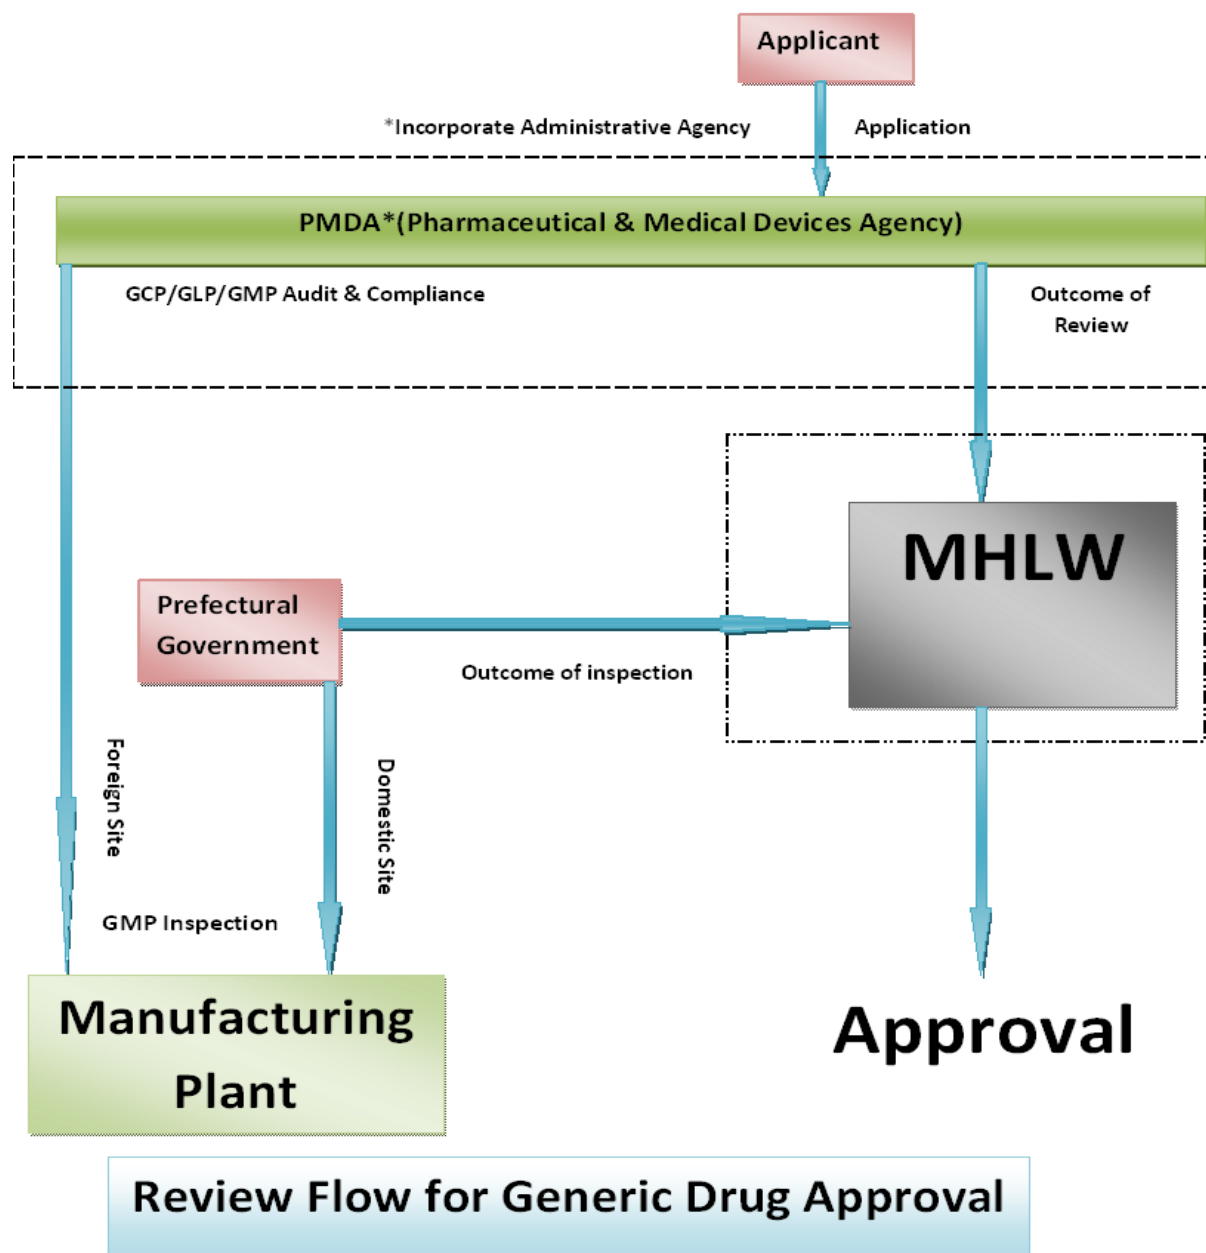 Applicant
*Incorporate Administrative Agency
Application
PMDA*(Pharmaceutical & Medical Devices Agency)
GCP/GLP/GMP Audit & Compliance
Outcome of
Review
MHLW
Prefectural
Government
Outcome of inspection
Foreign Site
Domestic Site
GMP Inspection
Manufacturing
Plant
Approval
Review Flow for Generic Drug Approval